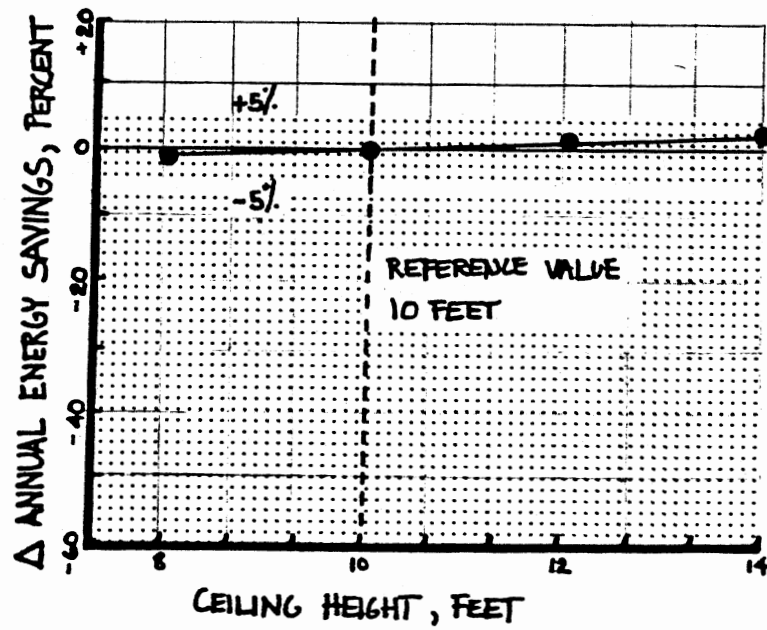 Δ ANNUAL ENERGY SAVINGS, PERCENT
+20
0
-20
-40
-60
+5%
-5%
REFERENCE VALUE
10 FEET
8
10
12
14
CEILING HEIGHT, FEET